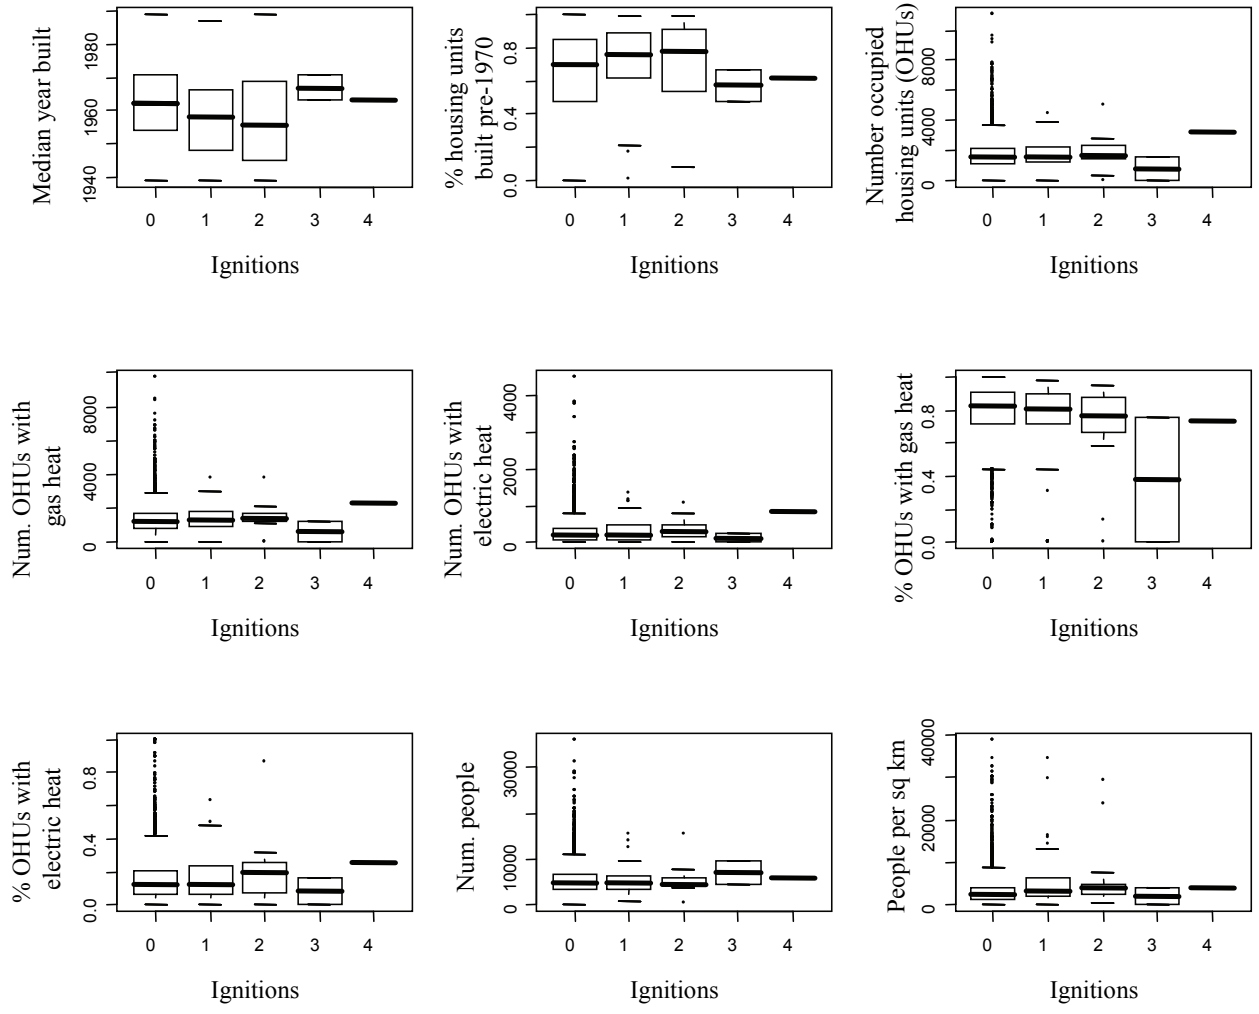 Median year built
1980
1960
1940
0 1 2 3 4
Ignitions
% housing units
built pre-1970
0.8
0.4
0.0
0 1 2 3 4
Ignitions
Number occupied
housing units (OHUs)
8000
4000
0
0 1 2 3 4
Ignitions
Num. OHUs with
gas heat
8000
4000
0
0 1 2 3 4
Ignitions
Num. OHUs with
electric heat
4000
2000
0
0 1 2 3 4
Ignitions
% OHUs with gas heat
0.8
0.4
0.0
0 1 2 3 4
Ignitions
% OHUs with
electric heat
0.8
0.4
0.0
0 1 2 3 4
Ignitions
Num. people
30000
10000
0
0 1 2 3 4
Ignitions
People per sq km
40000
20000
0
0 1 2 3 4
Ignitions